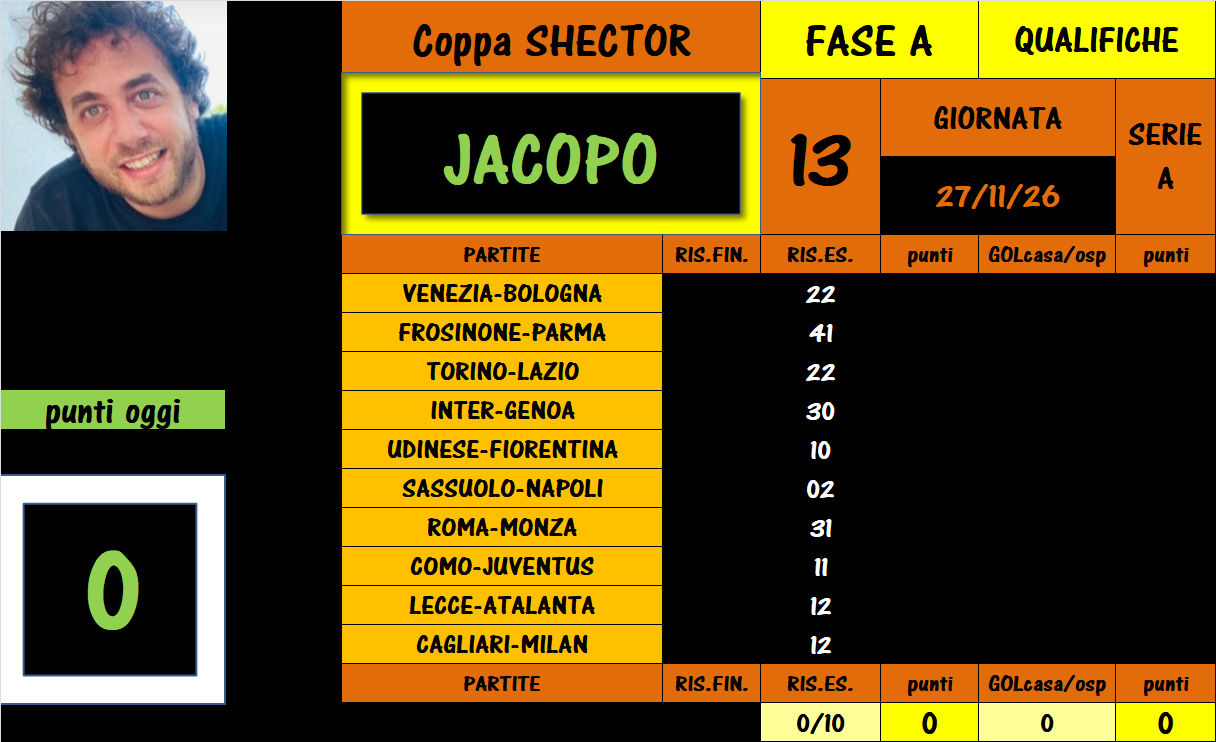 Coppa SHECTOR
FASE A
QUALIFICHE
JACOPO
13
GIORNATA
27/11/26
SERIE
A
PARTITE RIS.FIN. RIS.ES. punti GOLcasa/osp punti
VENEZIA-BOLOGNA 22
FROSINONE-PARMA 41
TORINO-LAZIO 22
INTER-GENOA 30
UDINESE-FIORENTINA 10
SASSUOLO-NAPOLI 02
ROMA-MONZA 31
COMO-JUVENTUS 11
LECCE-ATALANTA 12
CAGLIARI-MILAN 12
PARTITE RIS.FIN. RIS.ES. punti GOLcasa/osp punti
0/10 0 0 0
punti oggi
0